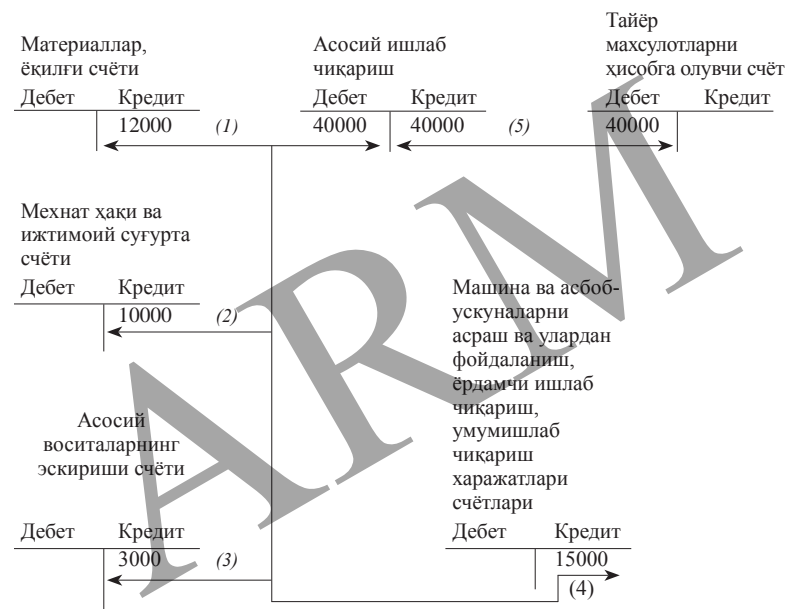 Материаллар,
ёқилғи счёти
Дебет Кредит
12000 (1)
Асосий ишлаб
чиқариш
Дебет Кредит
40000 40000 (5)
Тайёр
махсулотларни
ҳисобга олувчи счёт
Дебет Кредит
40000
Мехнат ҳақи ва
ижтимоий суғурта
счёти
Дебет Кредит
10000 (2)
Машина ва асбоб-
ускуналарни
асраш ва улардан
фойдаланиш,
ёрдамчи ишлаб
чиқариш,
умумишлаб
чиқариш
харажатлари
счётлари
Дебет Кредит
15000
(4)
Асосий
воситаларнинг
эскириши счёти
Дебет Кредит
3000 (3)
ARM